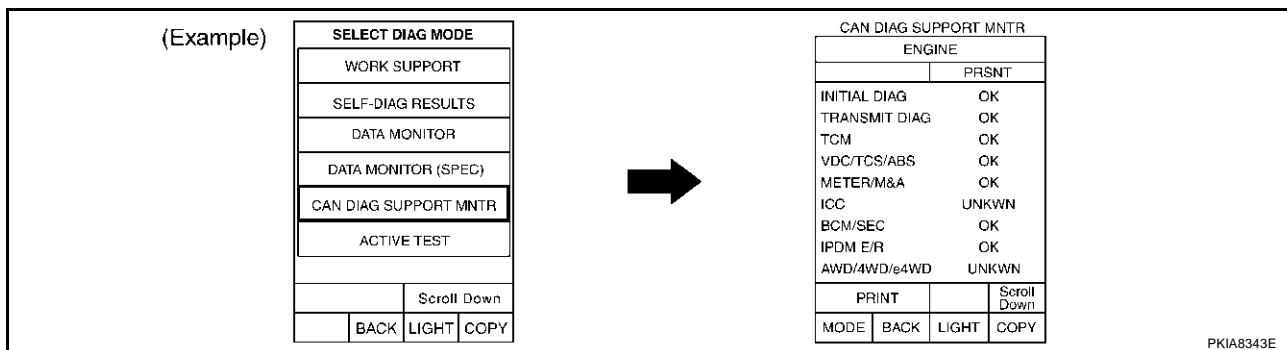 (Example)
SELECT DIAG MODE
WORK SUPPORT
SELF-DIAG RESULTS
DATA MONITOR
DATA MONITOR (SPEC)
CAN DIAG SUPPORT MNTR
ACTIVE TEST
Scroll Down
BACK LIGHT COPY
CAN DIAG SUPPORT MNTR
ENGINE
PRSNT
INITIAL DIAG OK
TRANSMIT DIAG OK
TCM OK
VDC/TCS/ABS OK
METER/M&A OK
ICC UNKWN
BCM/SEC OK
IPDM E/R OK
AWD/4WD/e4WD UNKWN
PRINT
Scroll
Down
MODE BACK LIGHT COPY
PKIA8343E